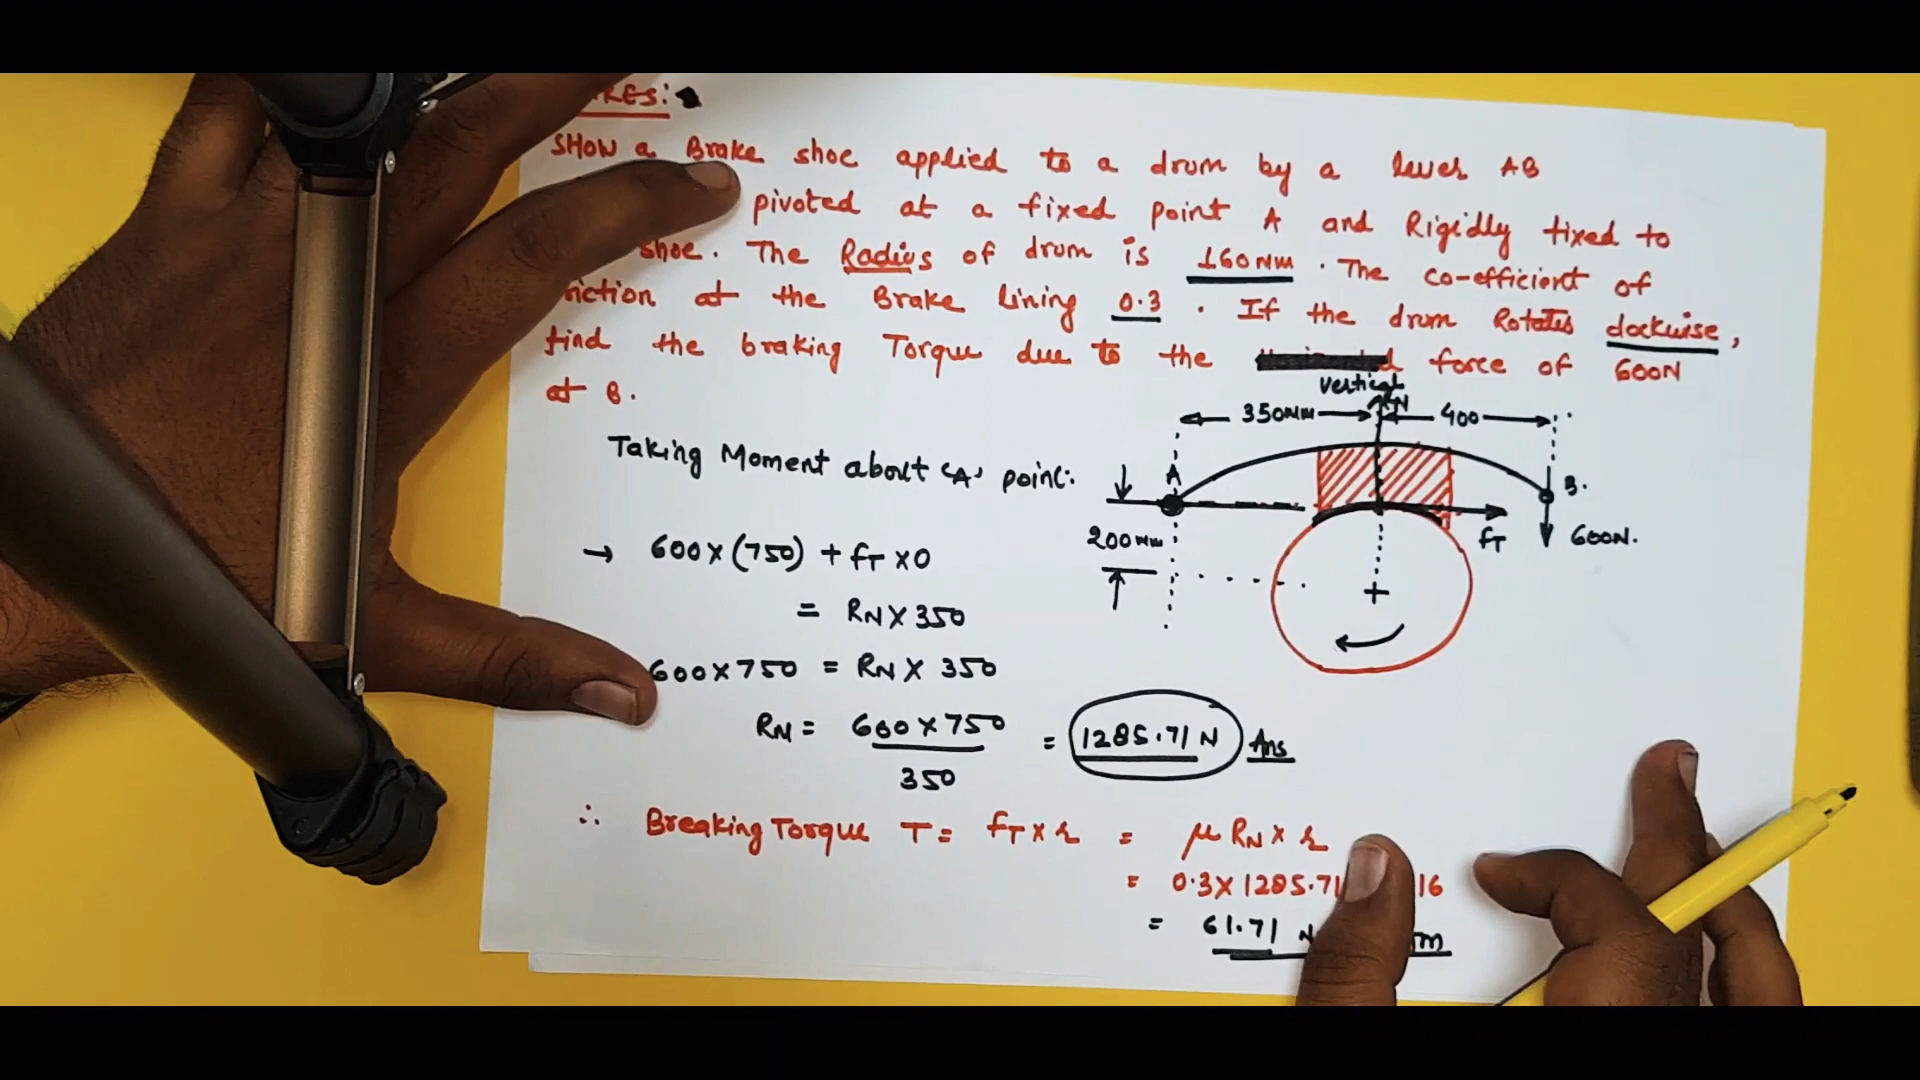 SHOW a Brake shoe applied to a drum by a lever AB
pivoted at a fixed point A and Rigidly fixed to
shoe. The Radius of drum is 160mm. The co-efficient of
riction at the Brake lining 0.3. If the drum Rotates clockwise,
find the braking Torque due to the force of 600N
vertical
at B.
RN
350mm 400
Taking Moment about 'A' point:
A
B.
200mm
fT
600N.
→ 600×(750) + fT×0
= RN×350
600×750 = RN×350
RN = 600×750 / 350 = 1285.71 N Ans
∴ Breaking Torque T = fT×r = μRN×r
= 0.3×1285.71 16
= 61.71 N m